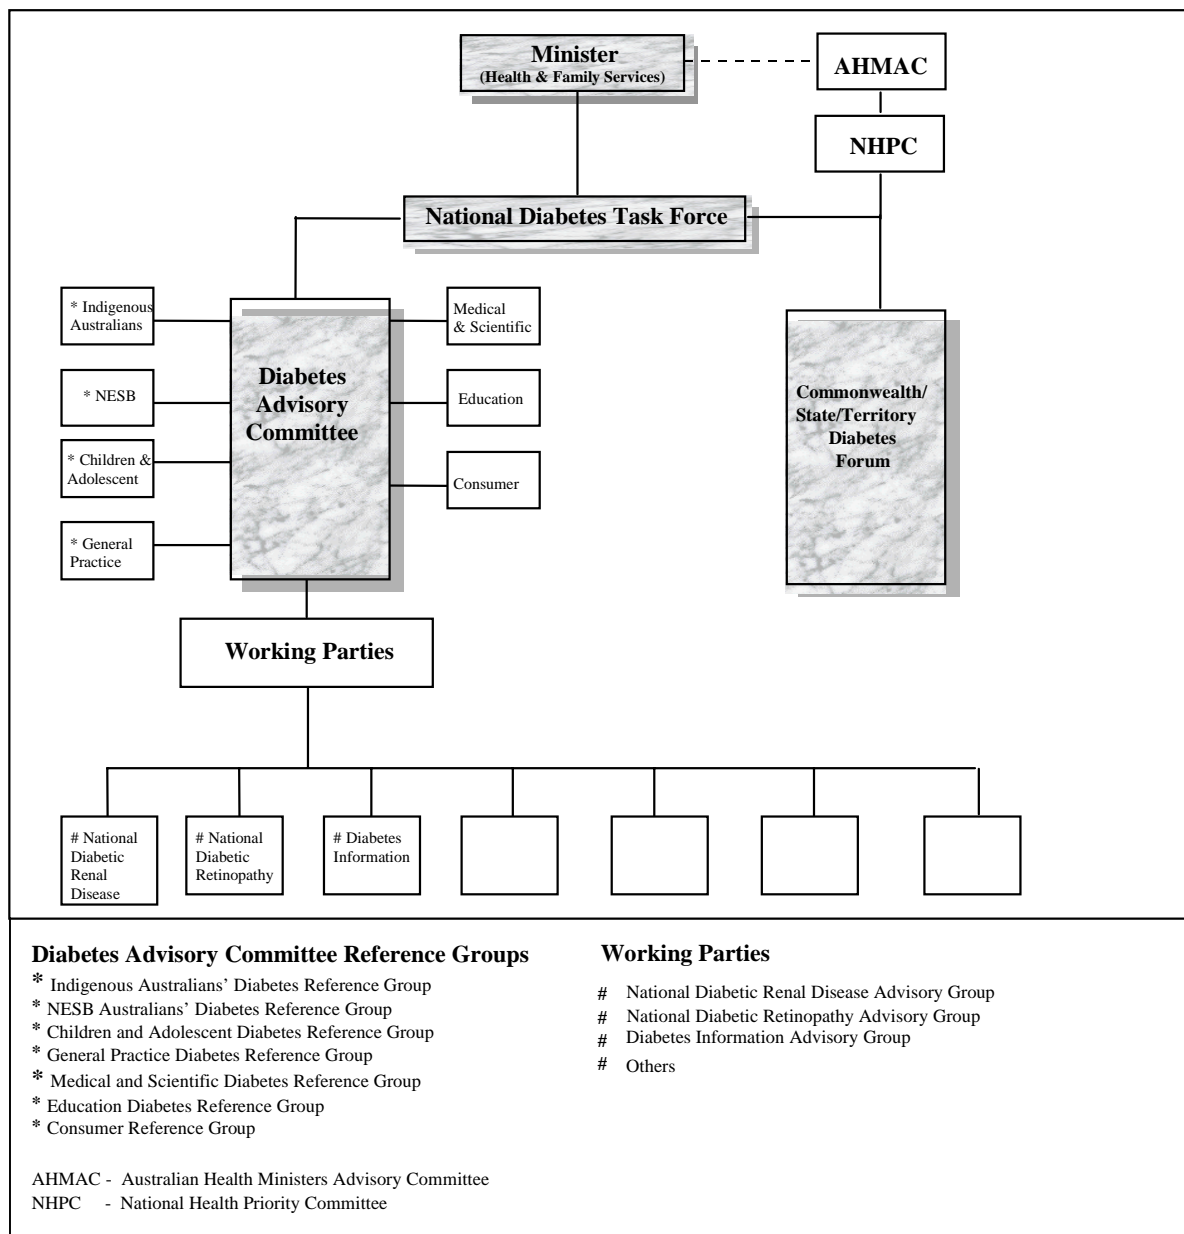 Minister
(Health & Family Services)
AHMAC
NHPC
National Diabetes Task Force
* Indigenous
Australians
* NESB
* Children &
Adolescent
* General
Practice
Diabetes
Advisory
Committee
Medical
& Scientific
Education
Consumer
Commonwealth/
State/Territory
Diabetes
Forum
Working Parties
# National
Diabetic
Renal
Disease
# National
Diabetic
Retinopathy
# Diabetes
Information
Diabetes Advisory Committee Reference Groups
* Indigenous Australians’ Diabetes Reference Group
* NESB Australians’ Diabetes Reference Group
* Children and Adolescent Diabetes Reference Group
* General Practice Diabetes Reference Group
* Medical and Scientific Diabetes Reference Group
* Education Diabetes Reference Group
* Consumer Reference Group
AHMAC - Australian Health Ministers Advisory Committee
NHPC - National Health Priority Committee
Working Parties
# National Diabetic Renal Disease Advisory Group
# National Diabetic Retinopathy Advisory Group
# Diabetes Information Advisory Group
# Others